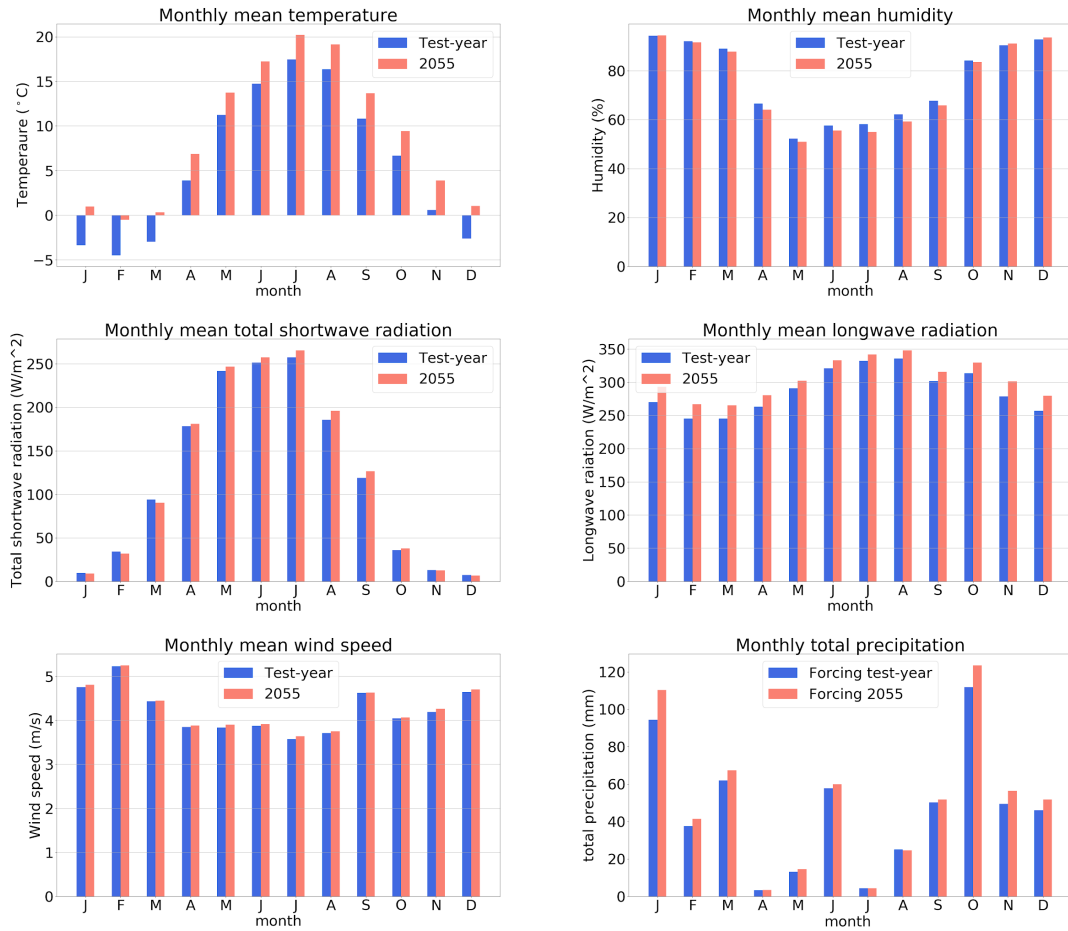 Monthly mean temperature
Temperaure (°C)
20
15
10
5
0
−5
Test-year
2055
J F M A M J J A S O N D
month
Monthly mean humidity
Humidity (%)
80
60
40
20
0
Test-year
2055
J F M A M J J A S O N D
month
Monthly mean total shortwave radiation
Total shortwave radiation (W/m^2)
250
200
150
100
50
0
Test-year
2055
J F M A M J J A S O N D
month
Monthly mean longwave radiation
Longwave raiation (W/m^2)
350
300
250
200
150
100
50
0
Test-year
2055
J F M A M J J A S O N D
month
Monthly mean wind speed
Wind speed (m/s)
5
4
3
2
1
0
Test-year
2055
J F M A M J J A S O N D
month
Monthly total precipitation
total precipitation (mm)
120
100
80
60
40
20
0
Forcing test-year
Forcing 2055
J F M A M J J A S O N D
month